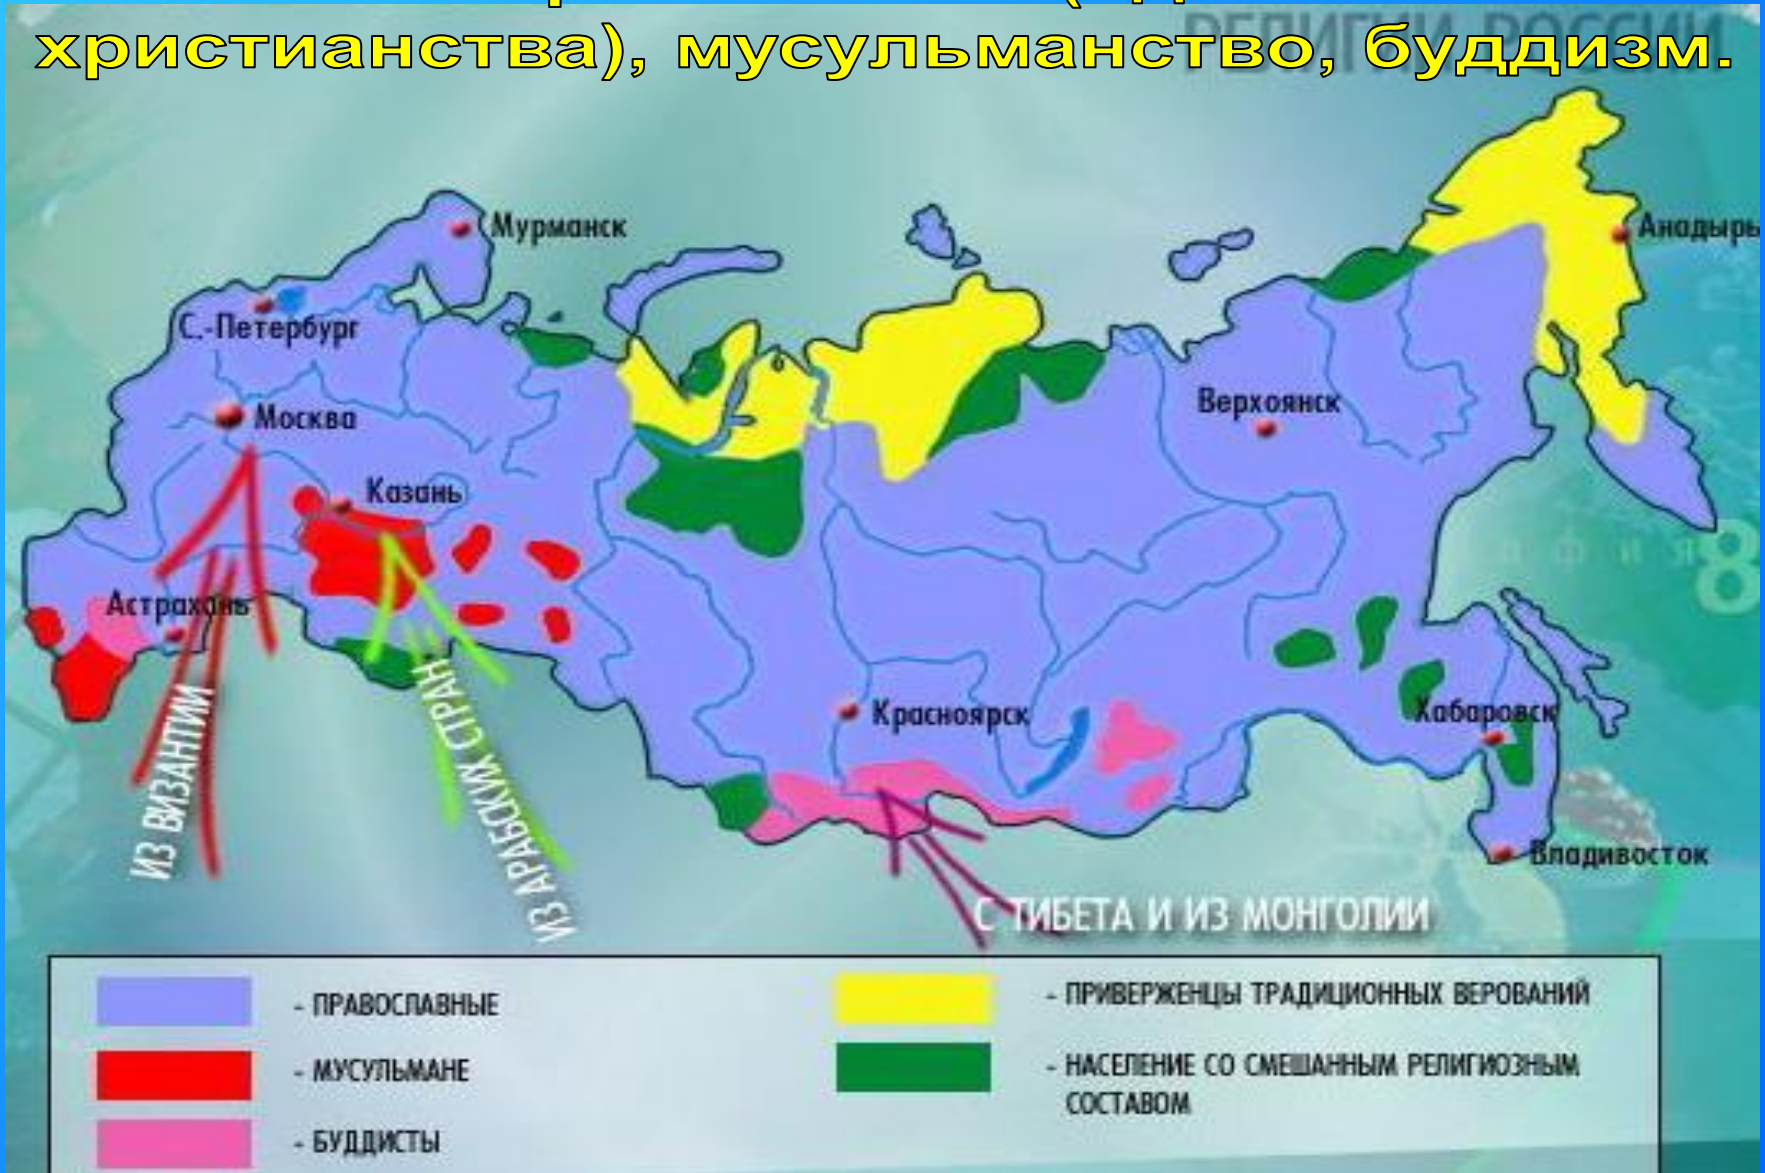 христианства), мусульманство, буддизм.
РЕЛИГИИ РОССИИ
Мурманск
Анадырь
С.-Петербург
Москва
Верхоянск
Казань
Астрахань
Красноярск
Хабаровск
Владивосток
ИЗ ВИЗАНТИИ
ИЗ АРАБСКИХ СТРАН
С ТИБЕТА И ИЗ МОНГОЛИИ
8
- ПРАВОСЛАВНЫЕ
- МУСУЛЬМАНЕ
- БУДДИСТЫ
- ПРИВЕРЖЕНЦЫ ТРАДИЦИОННЫХ ВЕРОВАНИЙ
- НАСЕЛЕНИЕ СО СМЕШАННЫМ РЕЛИГИОЗНЫМ
СОСТАВОМ